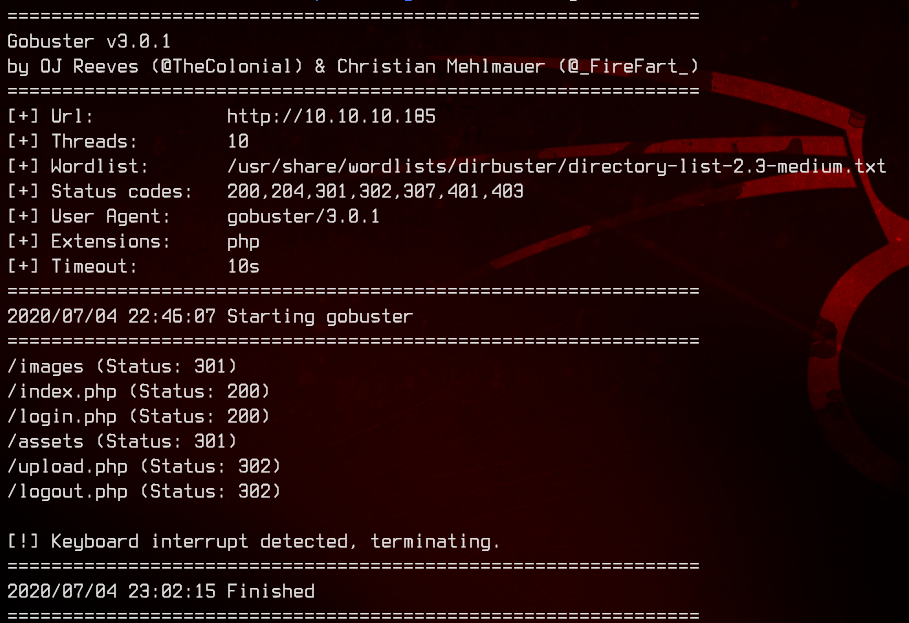 ===============================================================
Gobuster v3.0.1
by OJ Reeves (@TheColonial) & Christian Mehlmauer (@_FireFart_)
===============================================================
[+] Url:            http://10.10.10.185
[+] Threads:        10
[+] Wordlist:       /usr/share/wordlists/dirbuster/directory-list-2.3-medium.txt
[+] Status codes:   200,204,301,302,307,401,403
[+] User Agent:     gobuster/3.0.1
[+] Extensions:     php
[+] Timeout:        10s
===============================================================
2020/07/04 22:46:07 Starting gobuster
===============================================================
/images (Status: 301)
/index.php (Status: 200)
/login.php (Status: 200)
/assets (Status: 301)
/upload.php (Status: 302)
/logout.php (Status: 302)
[!] Keyboard interrupt detected, terminating.
===============================================================
2020/07/04 23:02:15 Finished
===============================================================